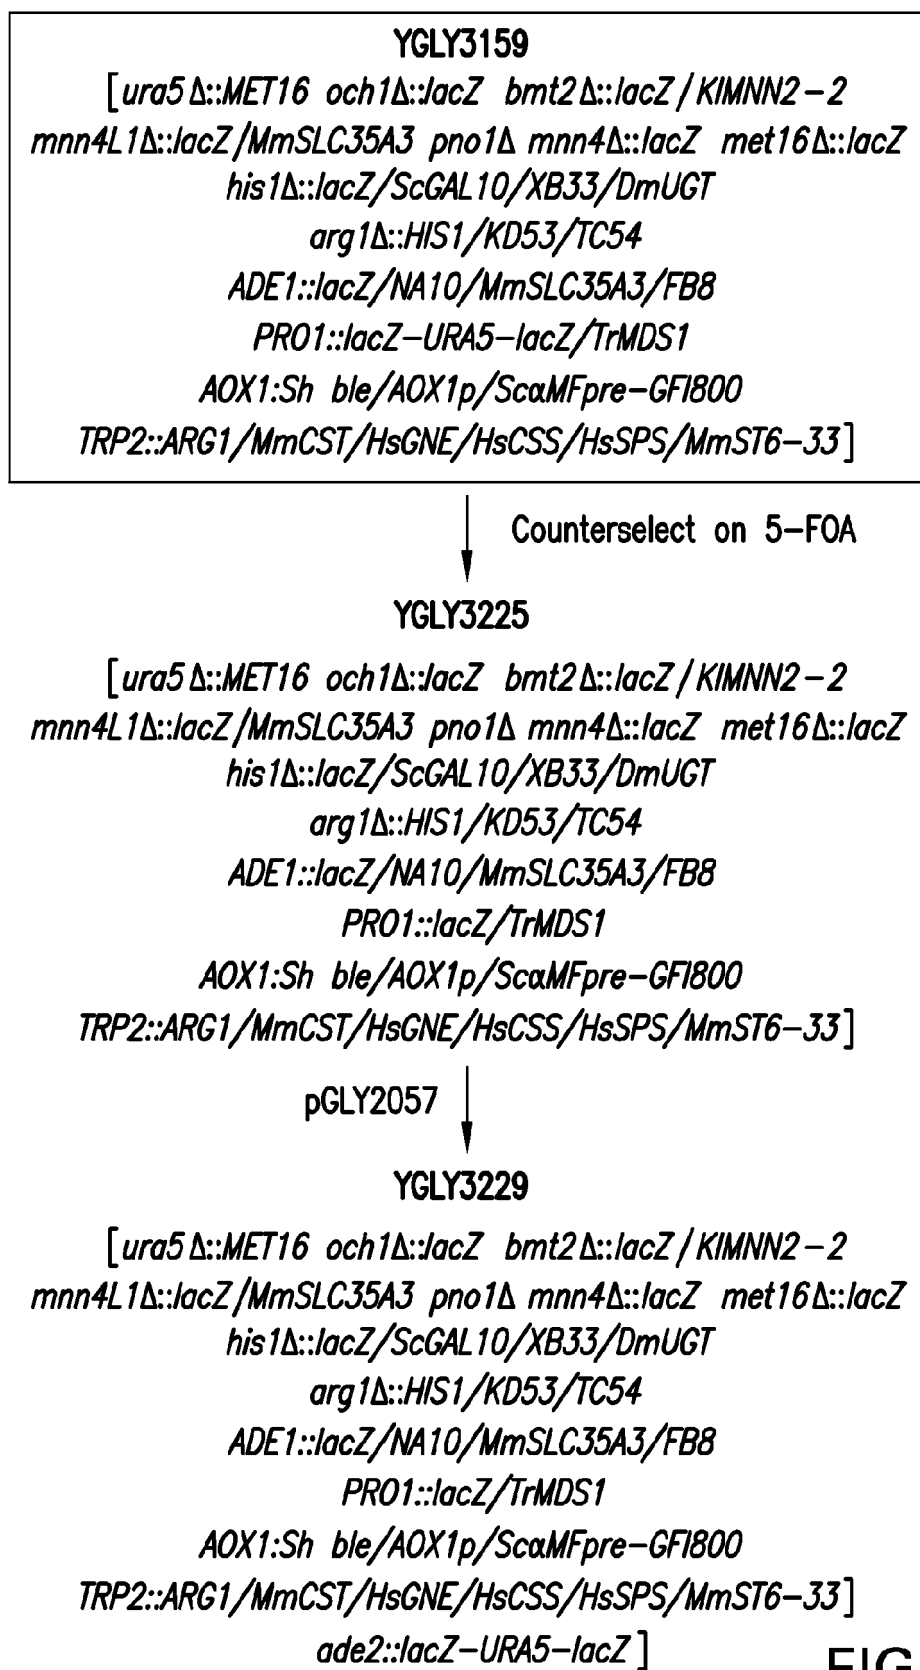 YGLY3159
[ura5Δ::MET16 och1Δ::lacZ bmt2Δ::lacZ/KlMNN2-2
mnn4L1Δ::lacZ/MmSLC35A3 pno1Δ mnn4Δ::lacZ met16Δ::lacZ
his1Δ::lacZ/ScGAL10/XB33/DmUGT
arg1Δ::HIS1/KD53/TC54
ADE1::lacZ/NA10/MmSLC35A3/FB8
PRO1::lacZ-URA5-lacZ/TrMDS1
AOX1:Sh ble/AOX1p/ScαMFpre-GFI800
TRP2::ARG1/MmCST/HsGNE/HsCSS/HsSPS/MmST6-33]
Counterselect on 5-FOA
YGLY3225
[ura5Δ::MET16 och1Δ::lacZ bmt2Δ::lacZ/KlMNN2-2
mnn4L1Δ::lacZ/MmSLC35A3 pno1Δ mnn4Δ::lacZ met16Δ::lacZ
his1Δ::lacZ/ScGAL10/XB33/DmUGT
arg1Δ::HIS1/KD53/TC54
ADE1::lacZ/NA10/MmSLC35A3/FB8
PRO1::lacZ/TrMDS1
AOX1:Sh ble/AOX1p/ScαMFpre-GFI800
TRP2::ARG1/MmCST/HsGNE/HsCSS/HsSPS/MmST6-33]
pGLY2057
YGLY3229
[ura5Δ::MET16 och1Δ::lacZ bmt2Δ::lacZ/KlMNN2-2
mnn4L1Δ::lacZ/MmSLC35A3 pno1Δ mnn4Δ::lacZ met16Δ::lacZ
his1Δ::lacZ/ScGAL10/XB33/DmUGT
arg1Δ::HIS1/KD53/TC54
ADE1::lacZ/NA10/MmSLC35A3/FB8
PRO1::lacZ/TrMDS1
AOX1:Sh ble/AOX1p/ScαMFpre-GFI800
TRP2::ARG1/MmCST/HsGNE/HsCSS/HsSPS/MmST6-33]
ade2::lacZ-URA5-lacZ]
FIG